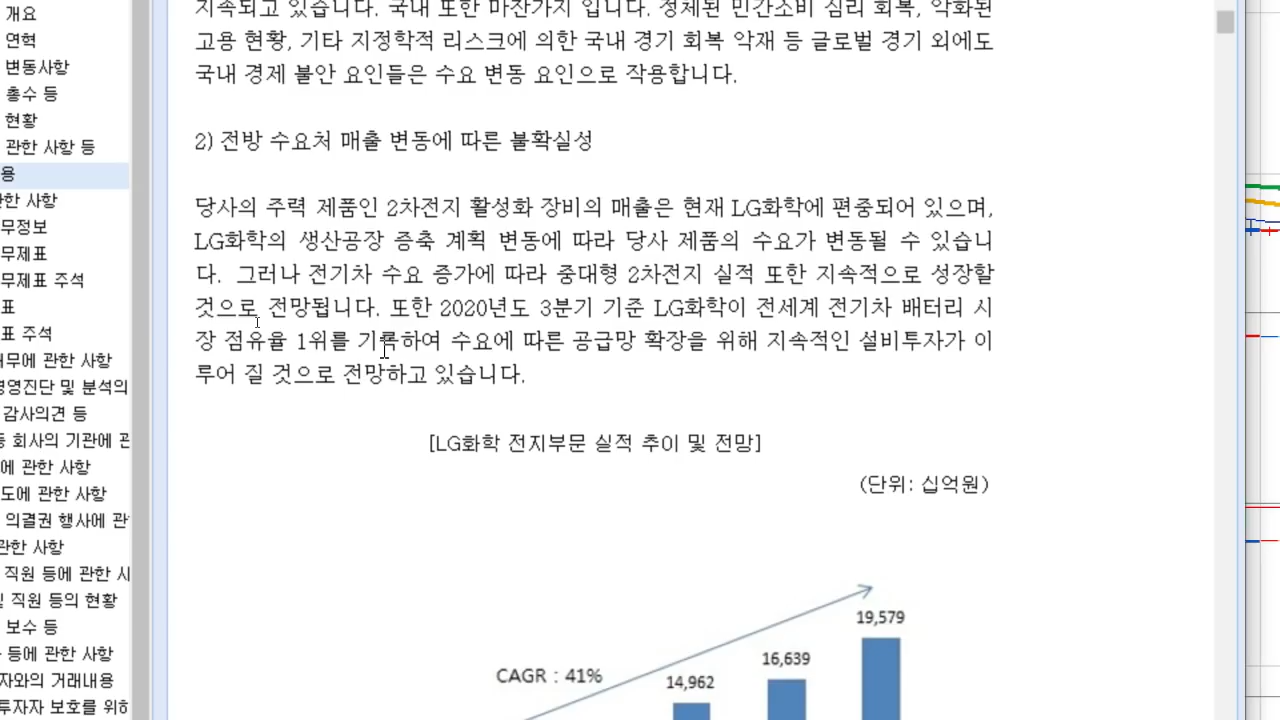 개요
연혁
변동사항
총수 등
현황
관한 사항 등
용
관한 사항
무정보
무제표
무제표 주석
표
표 주석
재무에 관한 사항
경영진단 및 분석의
감사의견 등
등 회사의 기관에 관
에 관한 사항
도에 관한 사항
의결권 행사에 관
관한 사항
직원 등에 관한 사
및 직원 등의 현황
보수 등
등에 관한 사항
자와의 거래내용
투자자 보호를 위하
지속되고 있습니다. 국내 또한 마찬가지 입니다. 정체된 민간소비 심리 회복, 악화된
고용 현황, 기타 지정학적 리스크에 의한 국내 경기 회복 악재 등 글로벌 경기 외에도
국내 경제 불안 요인들은 수요 변동 요인으로 작용합니다.
2) 전방 수요처 매출 변동에 따른 불확실성
당사의 주력 제품인 2차전지 활성화 장비의 매출은 현재 LG화학에 편중되어 있으며,
LG화학의 생산공장 증축 계획 변동에 따라 당사 제품의 수요가 변동될 수 있습니
다. 그러나 전기차 수요 증가에 따라 중대형 2차전지 실적 또한 지속적으로 성장할
것으로 전망됩니다. 또한 2020년도 3분기 기준 LG화학이 전세계 전기차 배터리 시
장 점유율 1위를 기록하여 수요에 따른 공급망 확장을 위해 지속적인 설비투자가 이
루어 질 것으로 전망하고 있습니다.
[LG화학 전지부문 실적 추이 및 전망]
(단위: 십억원)
19,579
16,639
CAGR : 41%
14,962